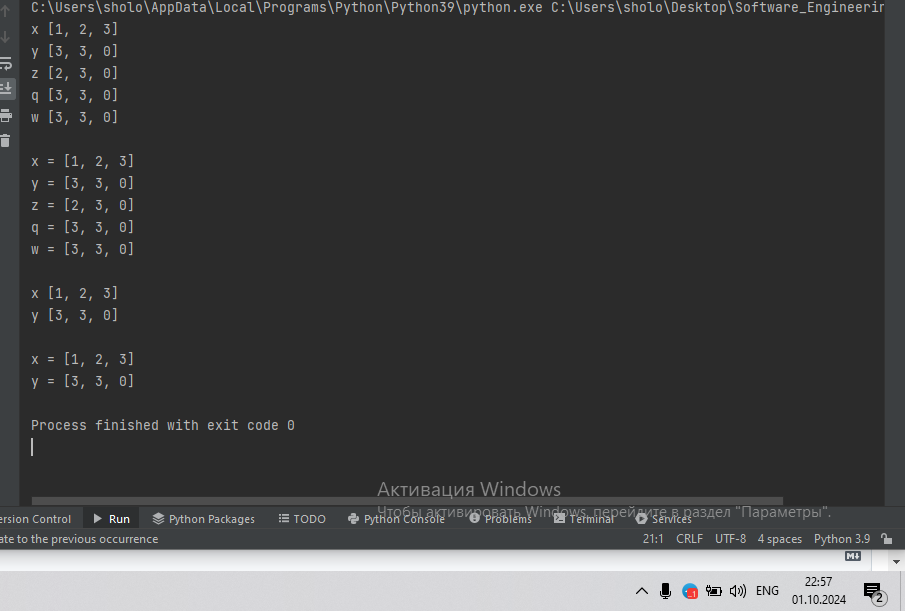 C:\Users\sholo\AppData\Local\Programs\Python\Python39\python.exe C:\Users\sholo\Desktop\Software_Engineerin
x [1, 2, 3]
y [3, 3, 0]
z [2, 3, 0]
q [3, 3, 0]
w [3, 3, 0]
x = [1, 2, 3]
y = [3, 3, 0]
z = [2, 3, 0]
q = [3, 3, 0]
w = [3, 3, 0]
x [1, 2, 3]
y [3, 3, 0]
x = [1, 2, 3]
y = [3, 3, 0]
Process finished with exit code 0
Активация Windows
Чтобы активировать Windows, перейдите в раздел "Параметры".
ersion Control Run Python Packages TODO Python Console Problems Terminal Services
ate to the previous occurrence 21:1 CRLF UTF-8 4 spaces Python 3.9
M
ENG 22:57
01.10.2024 2